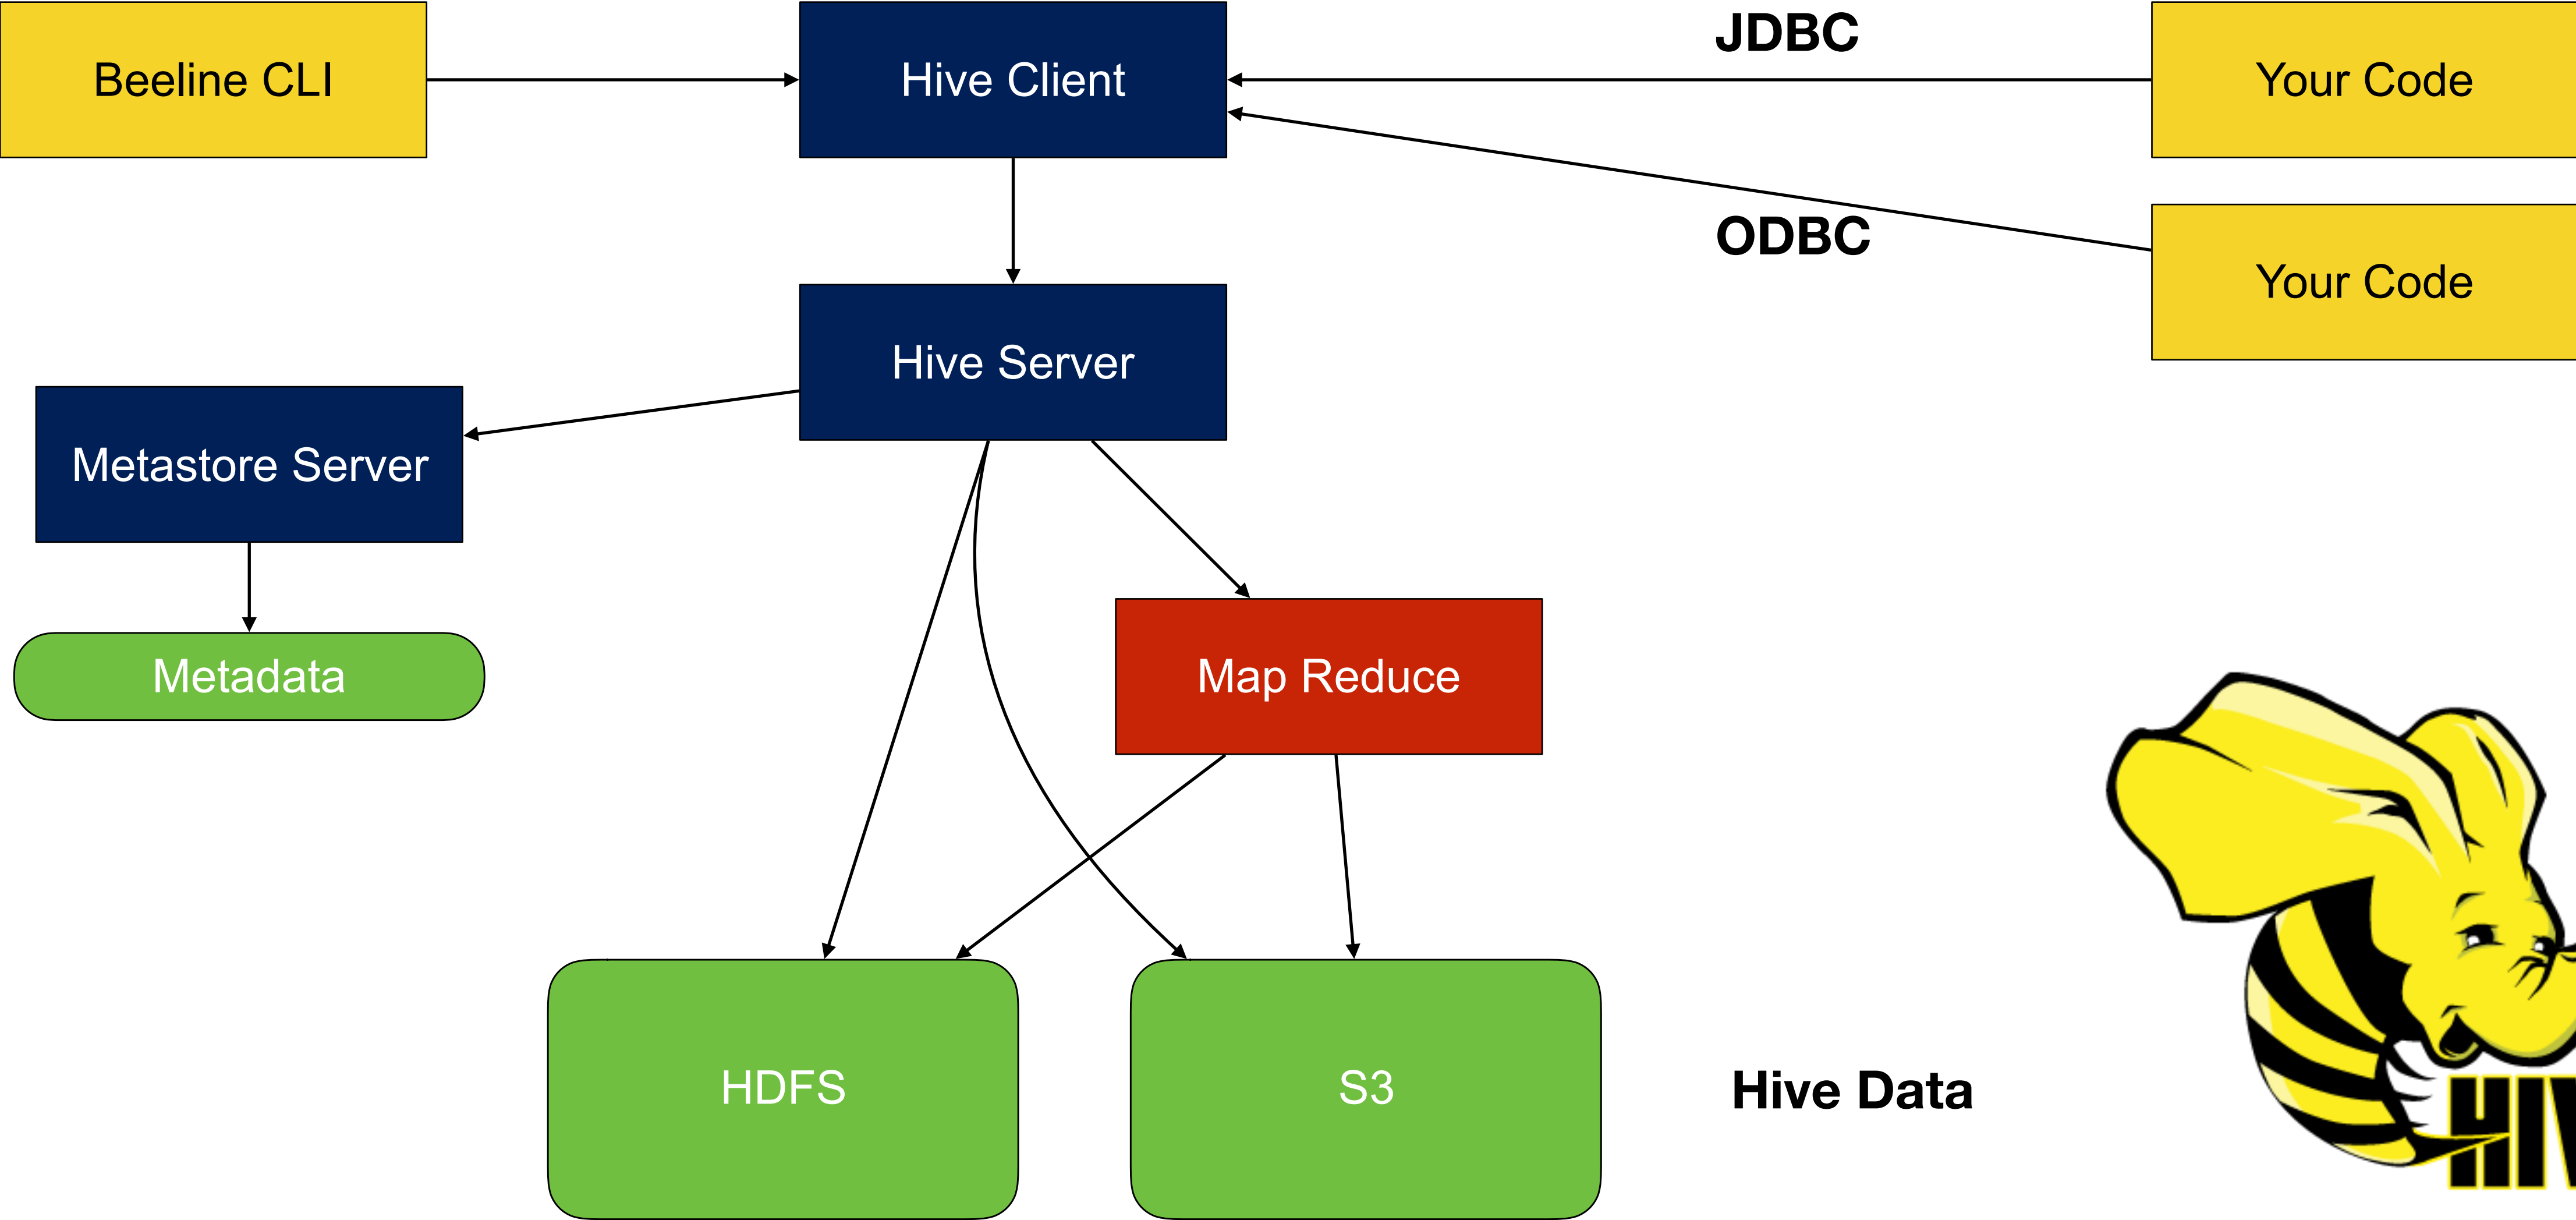 Beeline CLI
Hive Client
JDBC
Your Code
ODBC
Your Code
Hive Server
Metastore Server
Metadata
Map Reduce
HDFS
S3
Hive Data